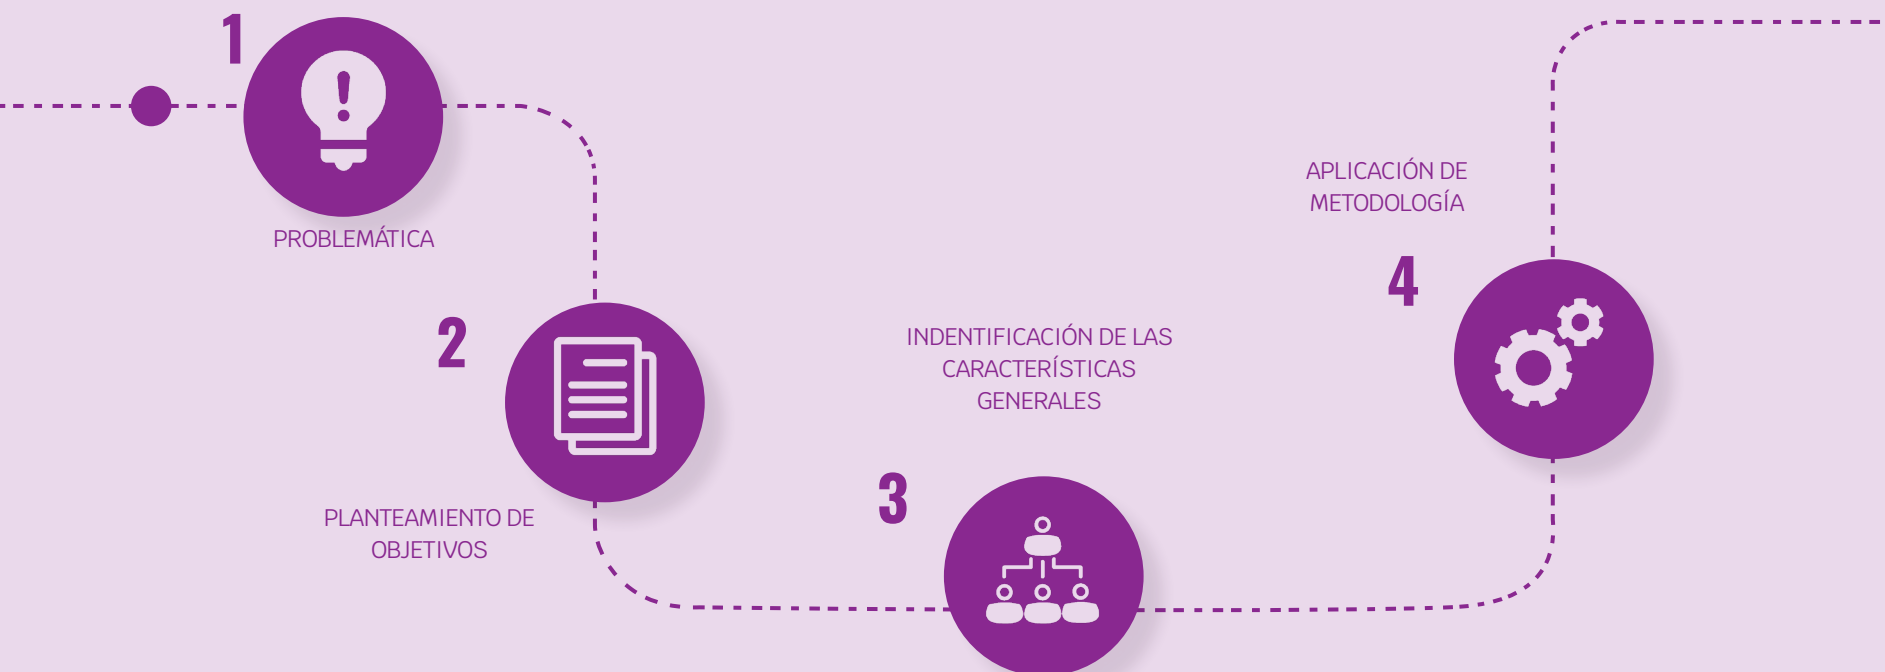 1
PROBLEMÁTICA
2
PLANTEAMIENTO DE
OBJETIVOS
3
INDENTIFICACIÓN DE LAS
CARACTERÍSTICAS
GENERALES
4
APLICACIÓN DE
METODOLOGÍA